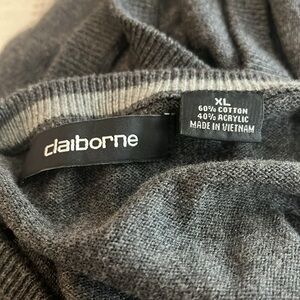 claiborne
XL
60% COTTON
40% ACRYLIC
MADE IN VIETNAM